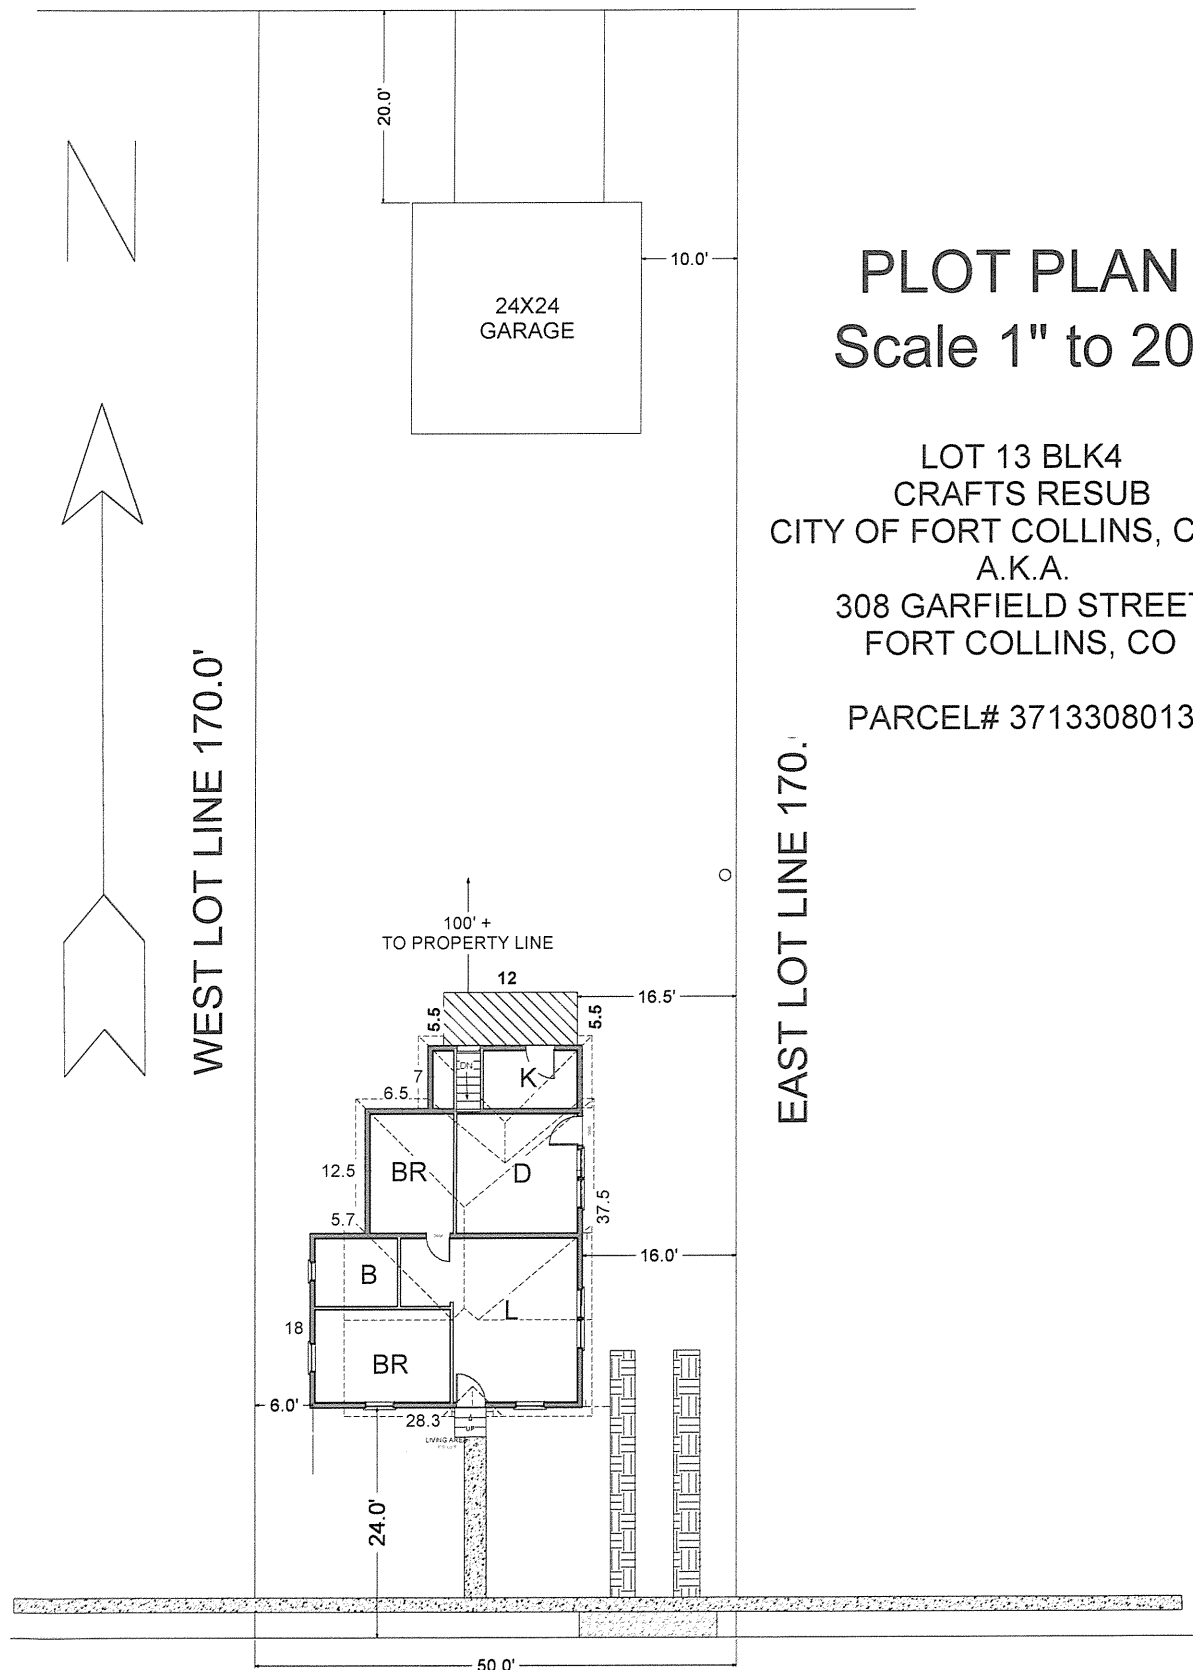 20.0'
N
10.0'
24X24
GARAGE
PLOT PLAN
Scale 1" to 20
LOT 13 BLK4
CRAFTS RESUB
CITY OF FORT COLLINS, C
A.K.A.
308 GARFIELD STREET
FORT COLLINS, CO
PARCEL# 3713308013
WEST LOT LINE 170.0'
EAST LOT LINE 170.
100' +
TO PROPERTY LINE
12
16.5'
5.5
5.5
DN
K
7
6.5
BR
D
12.5
37.5
5.7
16.0'
B
L
18
BR
6.0'
28.3
UP
LIVING AREA
24.0'
50.0'